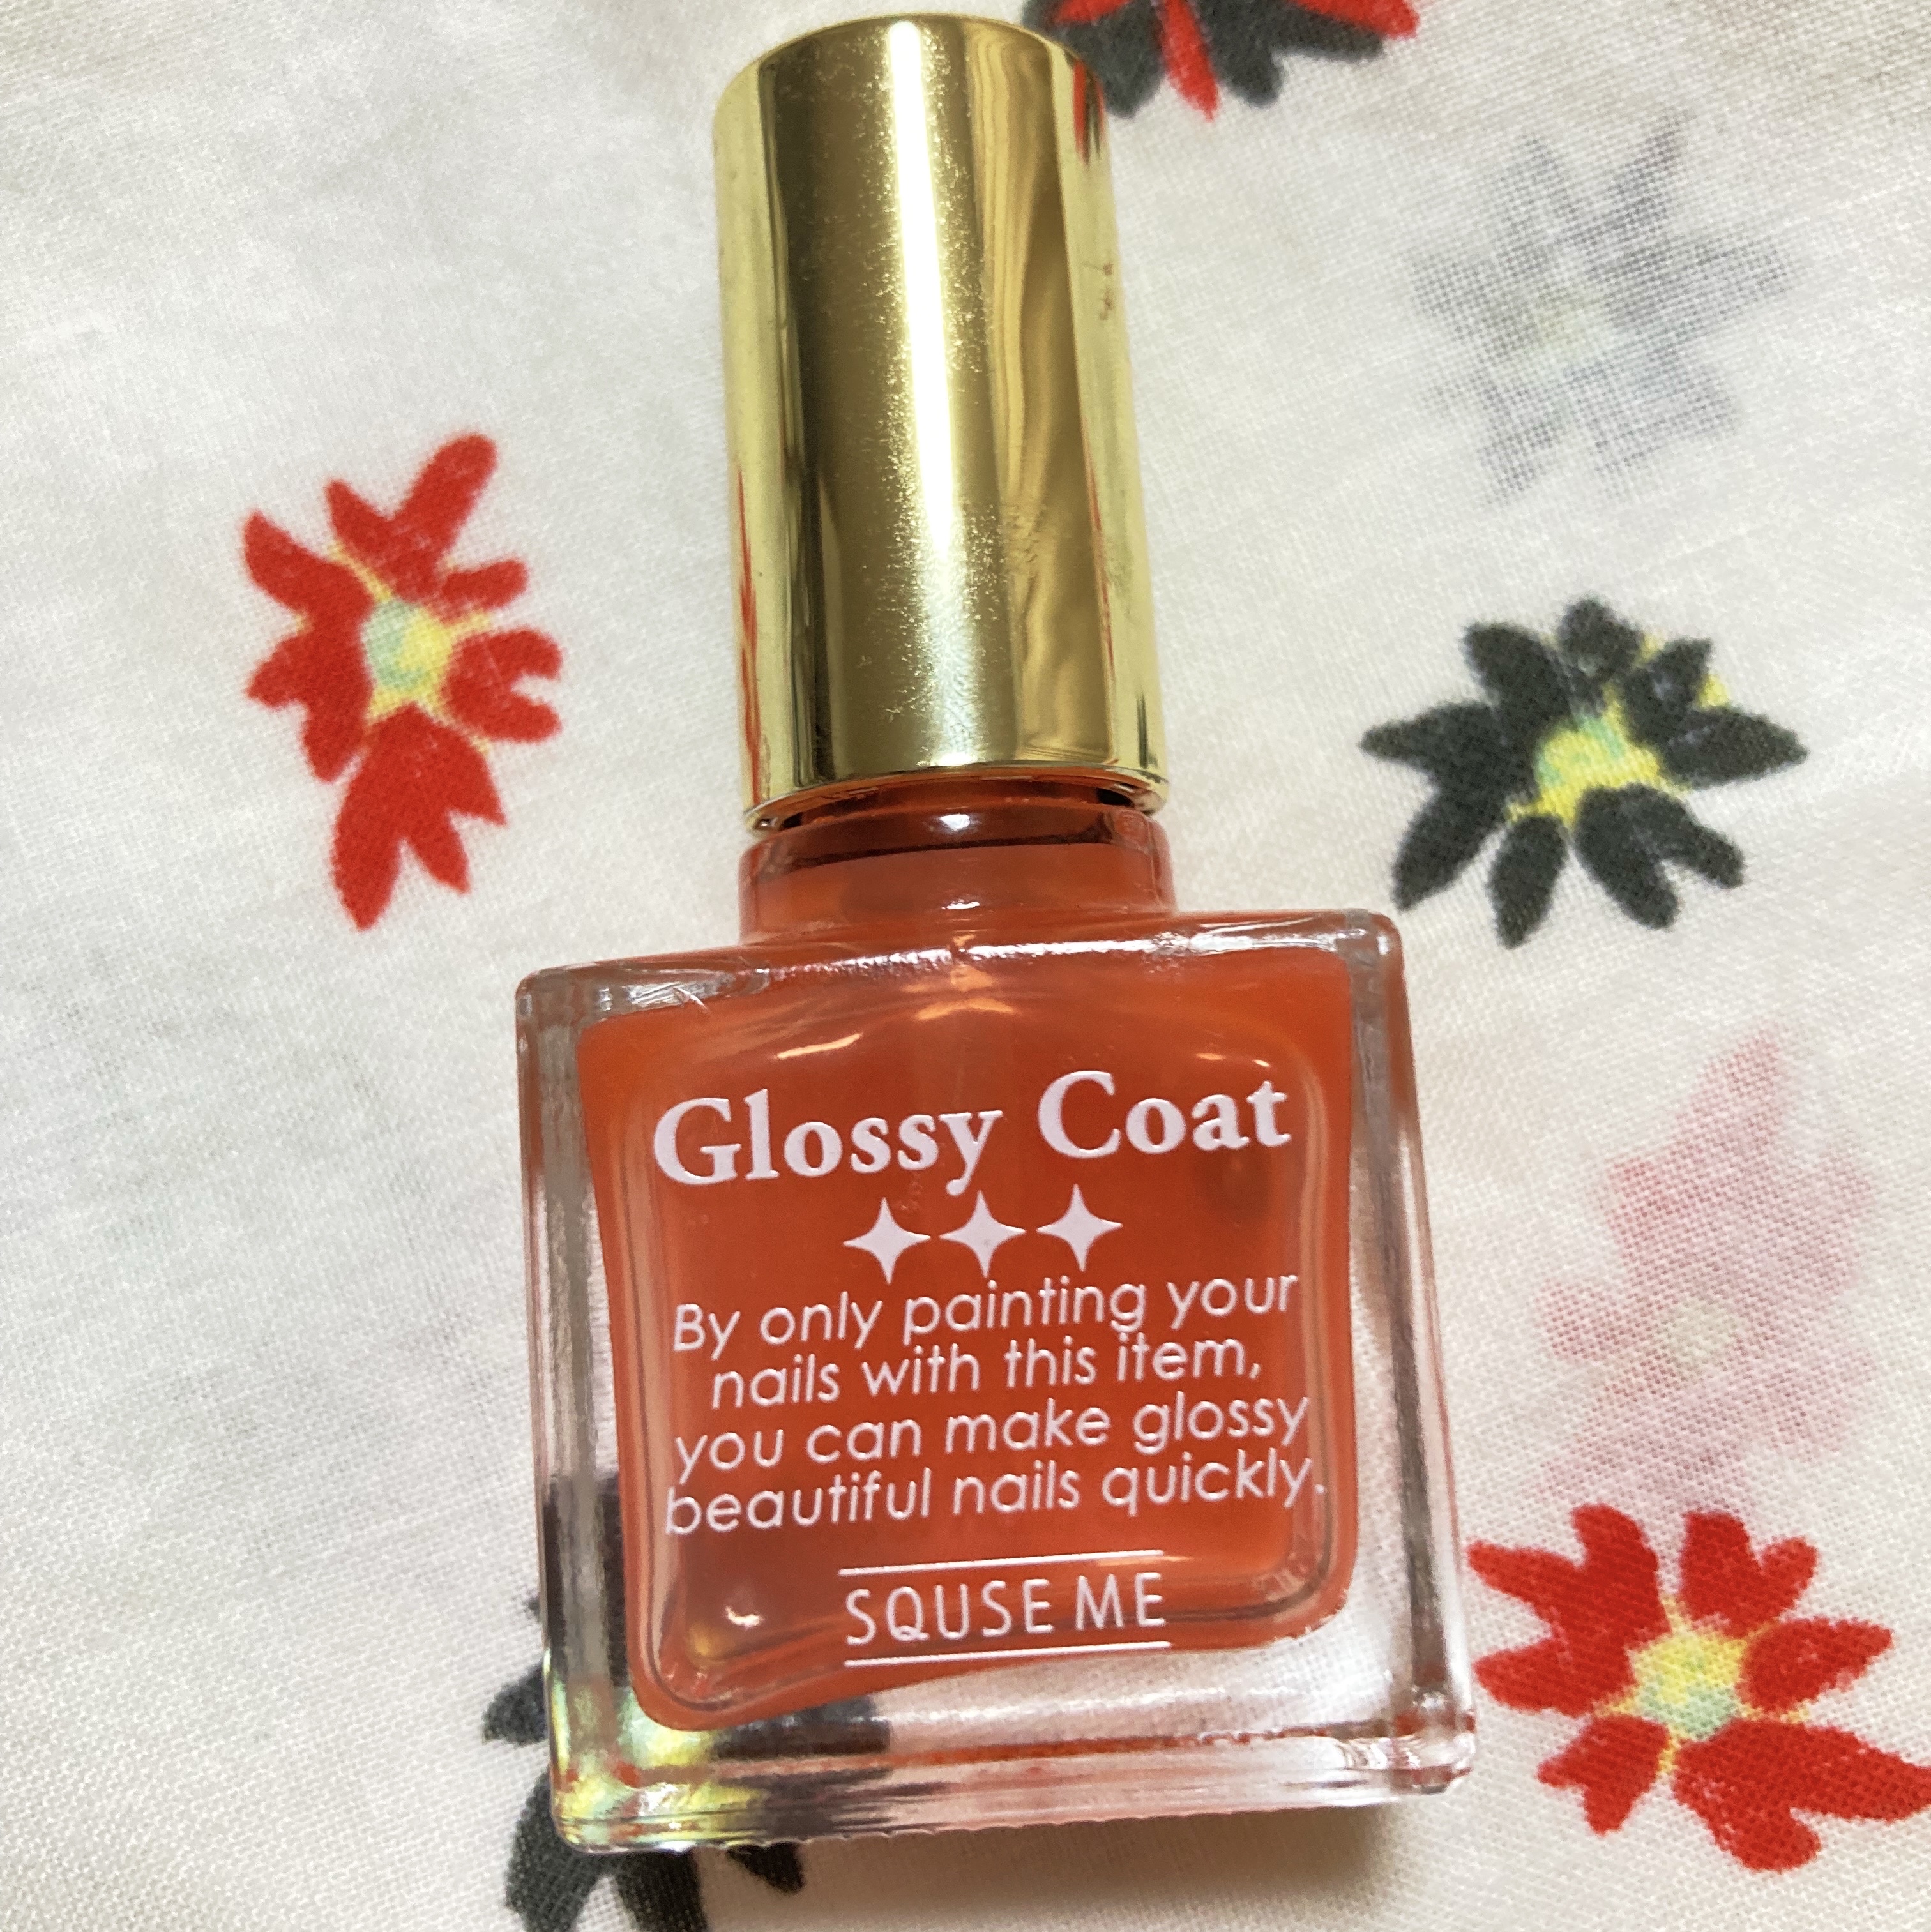 Glossy Coat
By only painting your
nails with this item,
you can make glossy
beautiful nails quickly.
SQUSE ME